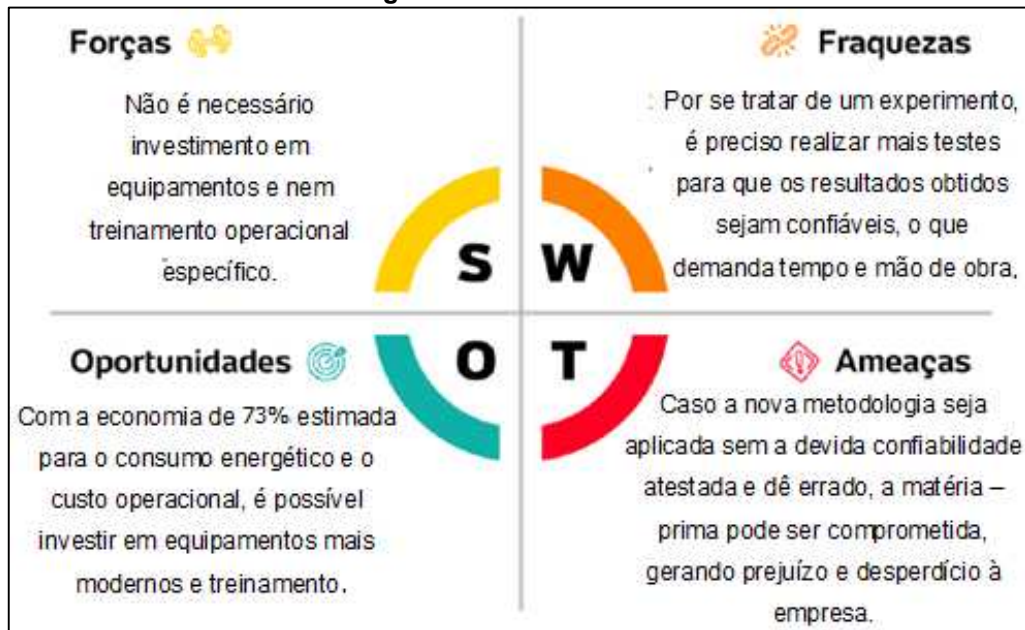 Forças
Não é necessário
investimento em
equipamentos e nem
treinamento operacional
específico.
Fraquezas
Por se tratar de um experimento,
é preciso realizar mais testes
para que os resultados obtidos
sejam confiáveis, o que
demanda tempo e mão de obra,
S W
O T
Oportunidades
Com a economia de 73% estimada
para o consumo energético e o
custo operacional, é possível
investir em equipamentos mais
modernos e treinamento.
Ameaças
Caso a nova metodologia seja
aplicada sem a devida confiabilidade
atestada e dê errado, a matéria –
prima pode ser comprometida,
gerando prejuízo e desperdício à
empresa.